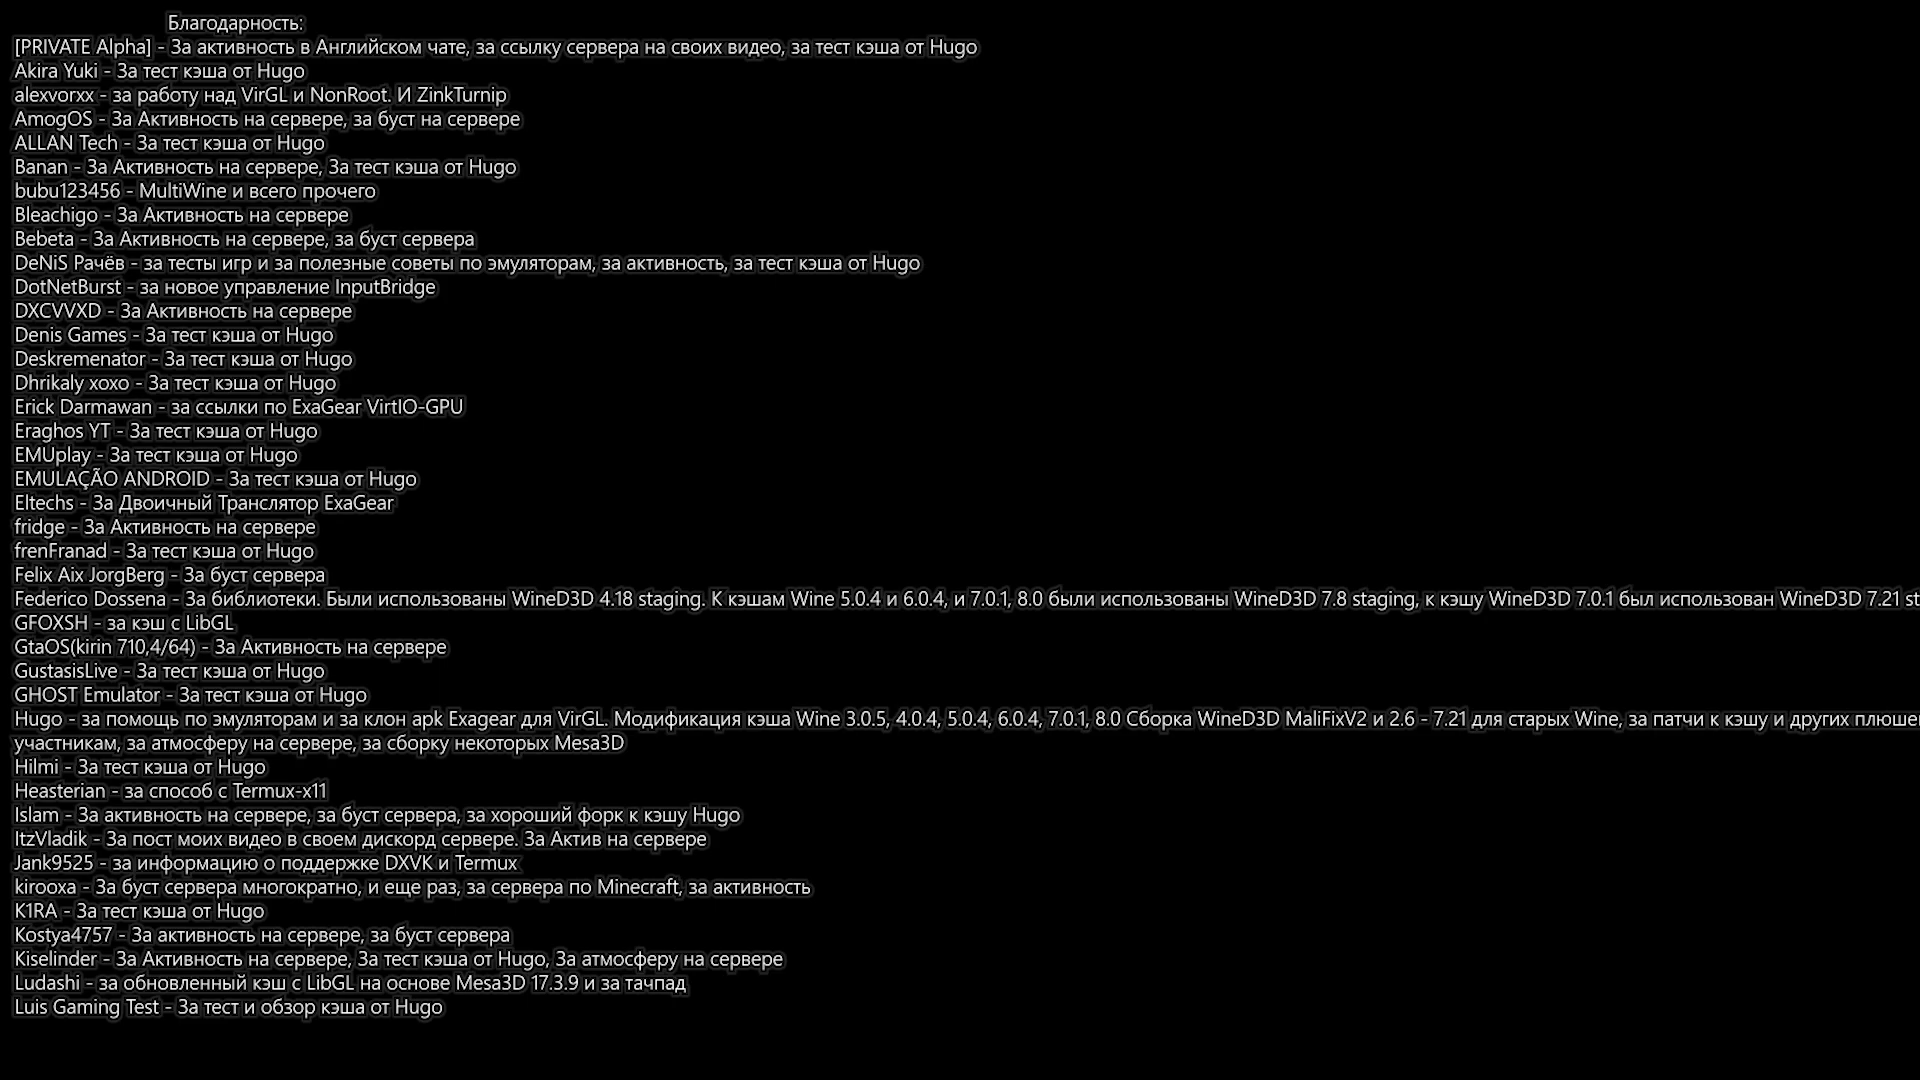 Благодарность:
[PRIVATE Alpha] - За активность в Английском чате, за ссылку сервера на своих видео, за тест кэша от Hugo
Akira Yuki - За тест кэша от Hugo
alexvorxx - за работу над VirGL и NonRoot. И ZinkTurnip
AmogOS - За Активность на сервере, за буст на сервере
ALLAN Tech - За тест кэша от Hugo
Banan - За Активность на сервере, За тест кэша от Hugo
bubu123456 - MultiWine и всего прочего
Bleachigo - За Активность на сервере
Bebeta - За Активность на сервере, за буст сервера
DeNiS Рачёв - за тесты игр и за полезные советы по эмуляторам, за активность, за тест кэша от Hugo
DotNetBurst - за новое управление InputBridge
DXCVVXD - За Активность на сервере
Denis Games - За тест кэша от Hugo
Deskremenator - За тест кэша от Hugo
Dhrikaly xoxo - За тест кэша от Hugo
Erick Darmawan - за ссылки по ExaGear VirtIO-GPU
Eraghos YT - За тест кэша от Hugo
EMUplay - За тест кэша от Hugo
EMULAÇÃO ANDROID - За тест кэша от Hugo
Eltechs - За Двоичный Транслятор ExaGear
fridge - За Активность на сервере
frenFranad - За тест кэша от Hugo
Felix Aix JorgBerg - За буст сервера
Federico Dossena - За библиотеки. Были использованы WineD3D 4.18 staging. К кэшам Wine 5.0.4 и 6.0.4, и 7.0.1, 8.0 были использованы WineD3D 7.8 staging, к кэшу WineD3D 7.0.1 был использован WineD3D 7.21 st
GFOXSH - за кэш с LibGL
GtaOS(kirin 710,4/64) - За Активность на сервере
GustasisLive - За тест кэша от Hugo
GHOST Emulator - За тест кэша от Hugo
Hugo - за помощь по эмуляторам и за клон apk Exagear для VirGL. Модификация кэша Wine 3.0.5, 4.0.4, 5.0.4, 6.0.4, 7.0.1, 8.0 Сборка WineD3D MaliFixV2 и 2.6 - 7.21 для старых Wine, за патчи к кэшу и других плюше
участникам, за атмосферу на сервере, за сборку некоторых Mesa3D
Hilmi - За тест кэша от Hugo
Heasterian - за способ с Termux-x11
Islam - За активность на сервере, за буст сервера, за хороший форк к кэшу Hugo
ItzVladik - За пост моих видео в своем дискорд сервере. За Актив на сервере
Jank9525 - за информацию о поддержке DXVK и Termux
kirooxa - За буст сервера многократно, и еще раз, за сервера по Minecraft, за активность
K1RA - За тест кэша от Hugo
Kostya4757 - За активность на сервере, за буст сервера
Kiselinder - За Активность на сервере, За тест кэша от Hugo, За атмосферу на сервере
Ludashi - за обновленный кэш с LibGL на основе Mesa3D 17.3.9 и за тачпад
Luis Gaming Test - За тест и обзор кэша от Hugo